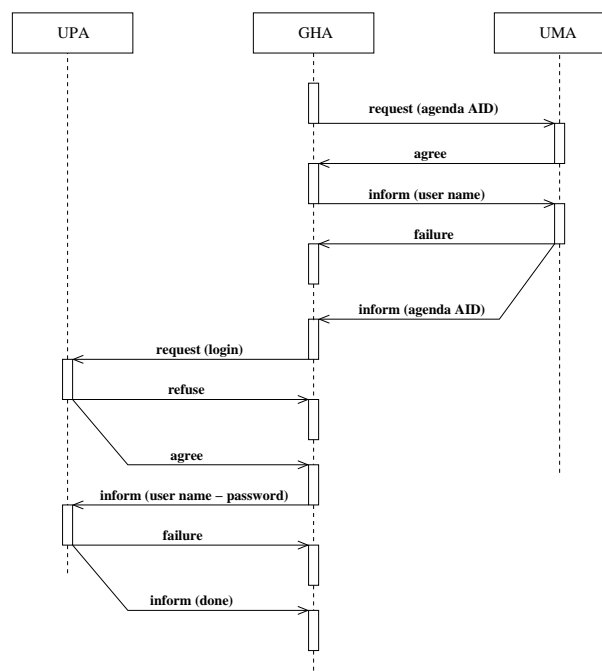 UPA
GHA
UMA
request (agenda AID)
agree
inform (user name)
failure
inform (agenda AID)
request (login)
refuse
agree
inform (user name – password)
failure
inform (done)